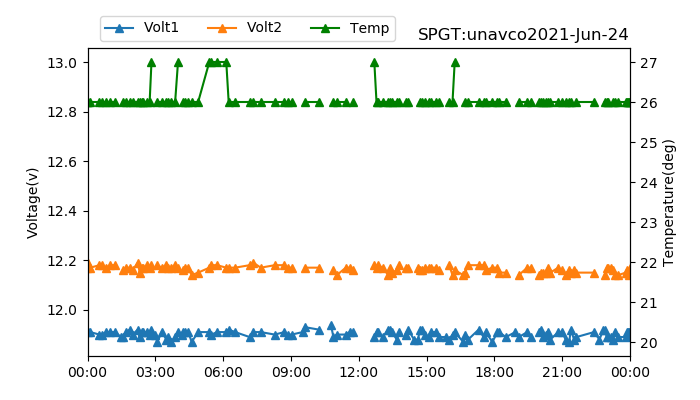 Volt1 Volt2 Temp
SPGT:unavco2021-Jun-24
13.0
12.8
12.6
12.4
12.2
12.0
Voltage(v)
27
26
25
24
23
22
21
20
Temperature(deg)
00:00 03:00 06:00 09:00 12:00 15:00 18:00 21:00 00:00